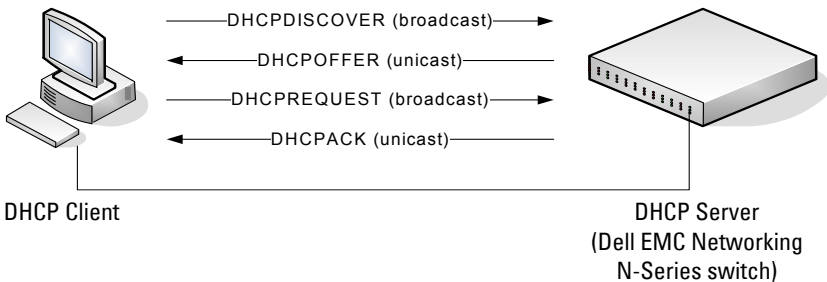 DHCPDISCOVER (broadcast)
DHCPOFFER (unicast)
DHCPREQUEST (broadcast)
DHCPACK (unicast)
DHCP Client
DHCP Server
(Dell EMC Networking
N-Series switch)